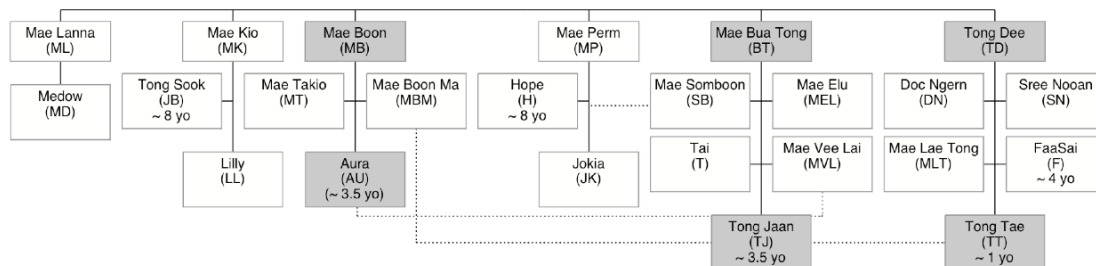 Mae Lanna
(ML)
Mae Kio
(MK)
Mae Boon
(MB)
Mae Perm
(MP)
Mae Bua Tong
(BT)
Tong Dee
(TD)
Medow
(MD)
Tong Sook
(JB)
~ 8 yo
Mae Takio
(MT)
Mae Boon Ma
(MBM)
Hope
(H)
~ 8 yo
Mae Somboon
(SB)
Mae Elu
(MEL)
Doc Ngern
(DN)
Sree Nooan
(SN)
Lilly
(LL)
Aura
(AU)
(~ 3.5 yo)
Jokia
(JK)
Tai
(T)
Mae Vee Lai
(MVL)
Mae Lae Tong
(MLT)
FaaSai
(F)
~ 4 yo
Tong Jaan
(TJ)
~ 3.5 yo
Tong Tae
(TT)
~ 1 yo